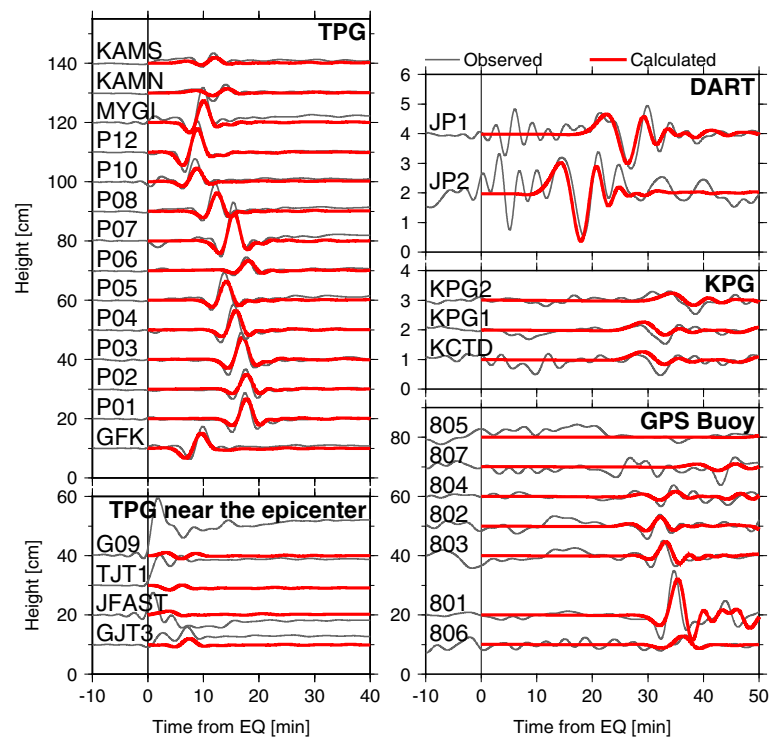 TPG
KAMS
140
KAMN
MYGI
120
P12
P10
100
P08
P07
80
P06
P05
60
P04
P03
40
P02
P01
20
GFK
0
Height [cm]
Observed
Calculated
DART
6
5
JP1
4
3
JP2
2
1
0
KPG
4
KPG2
3
KPG1
2
KCTD
1
0
TPG near the epicenter
60
G09
40
TJT1
JFAST
20
GJT3
0
Height [cm]
-10 0 10 20 30 40
Time from EQ [min]
GPS Buoy
805
80
807
804
60
802
803
40
801
20
806
0
-10 0 10 20 30 40 50
Time from EQ [min]